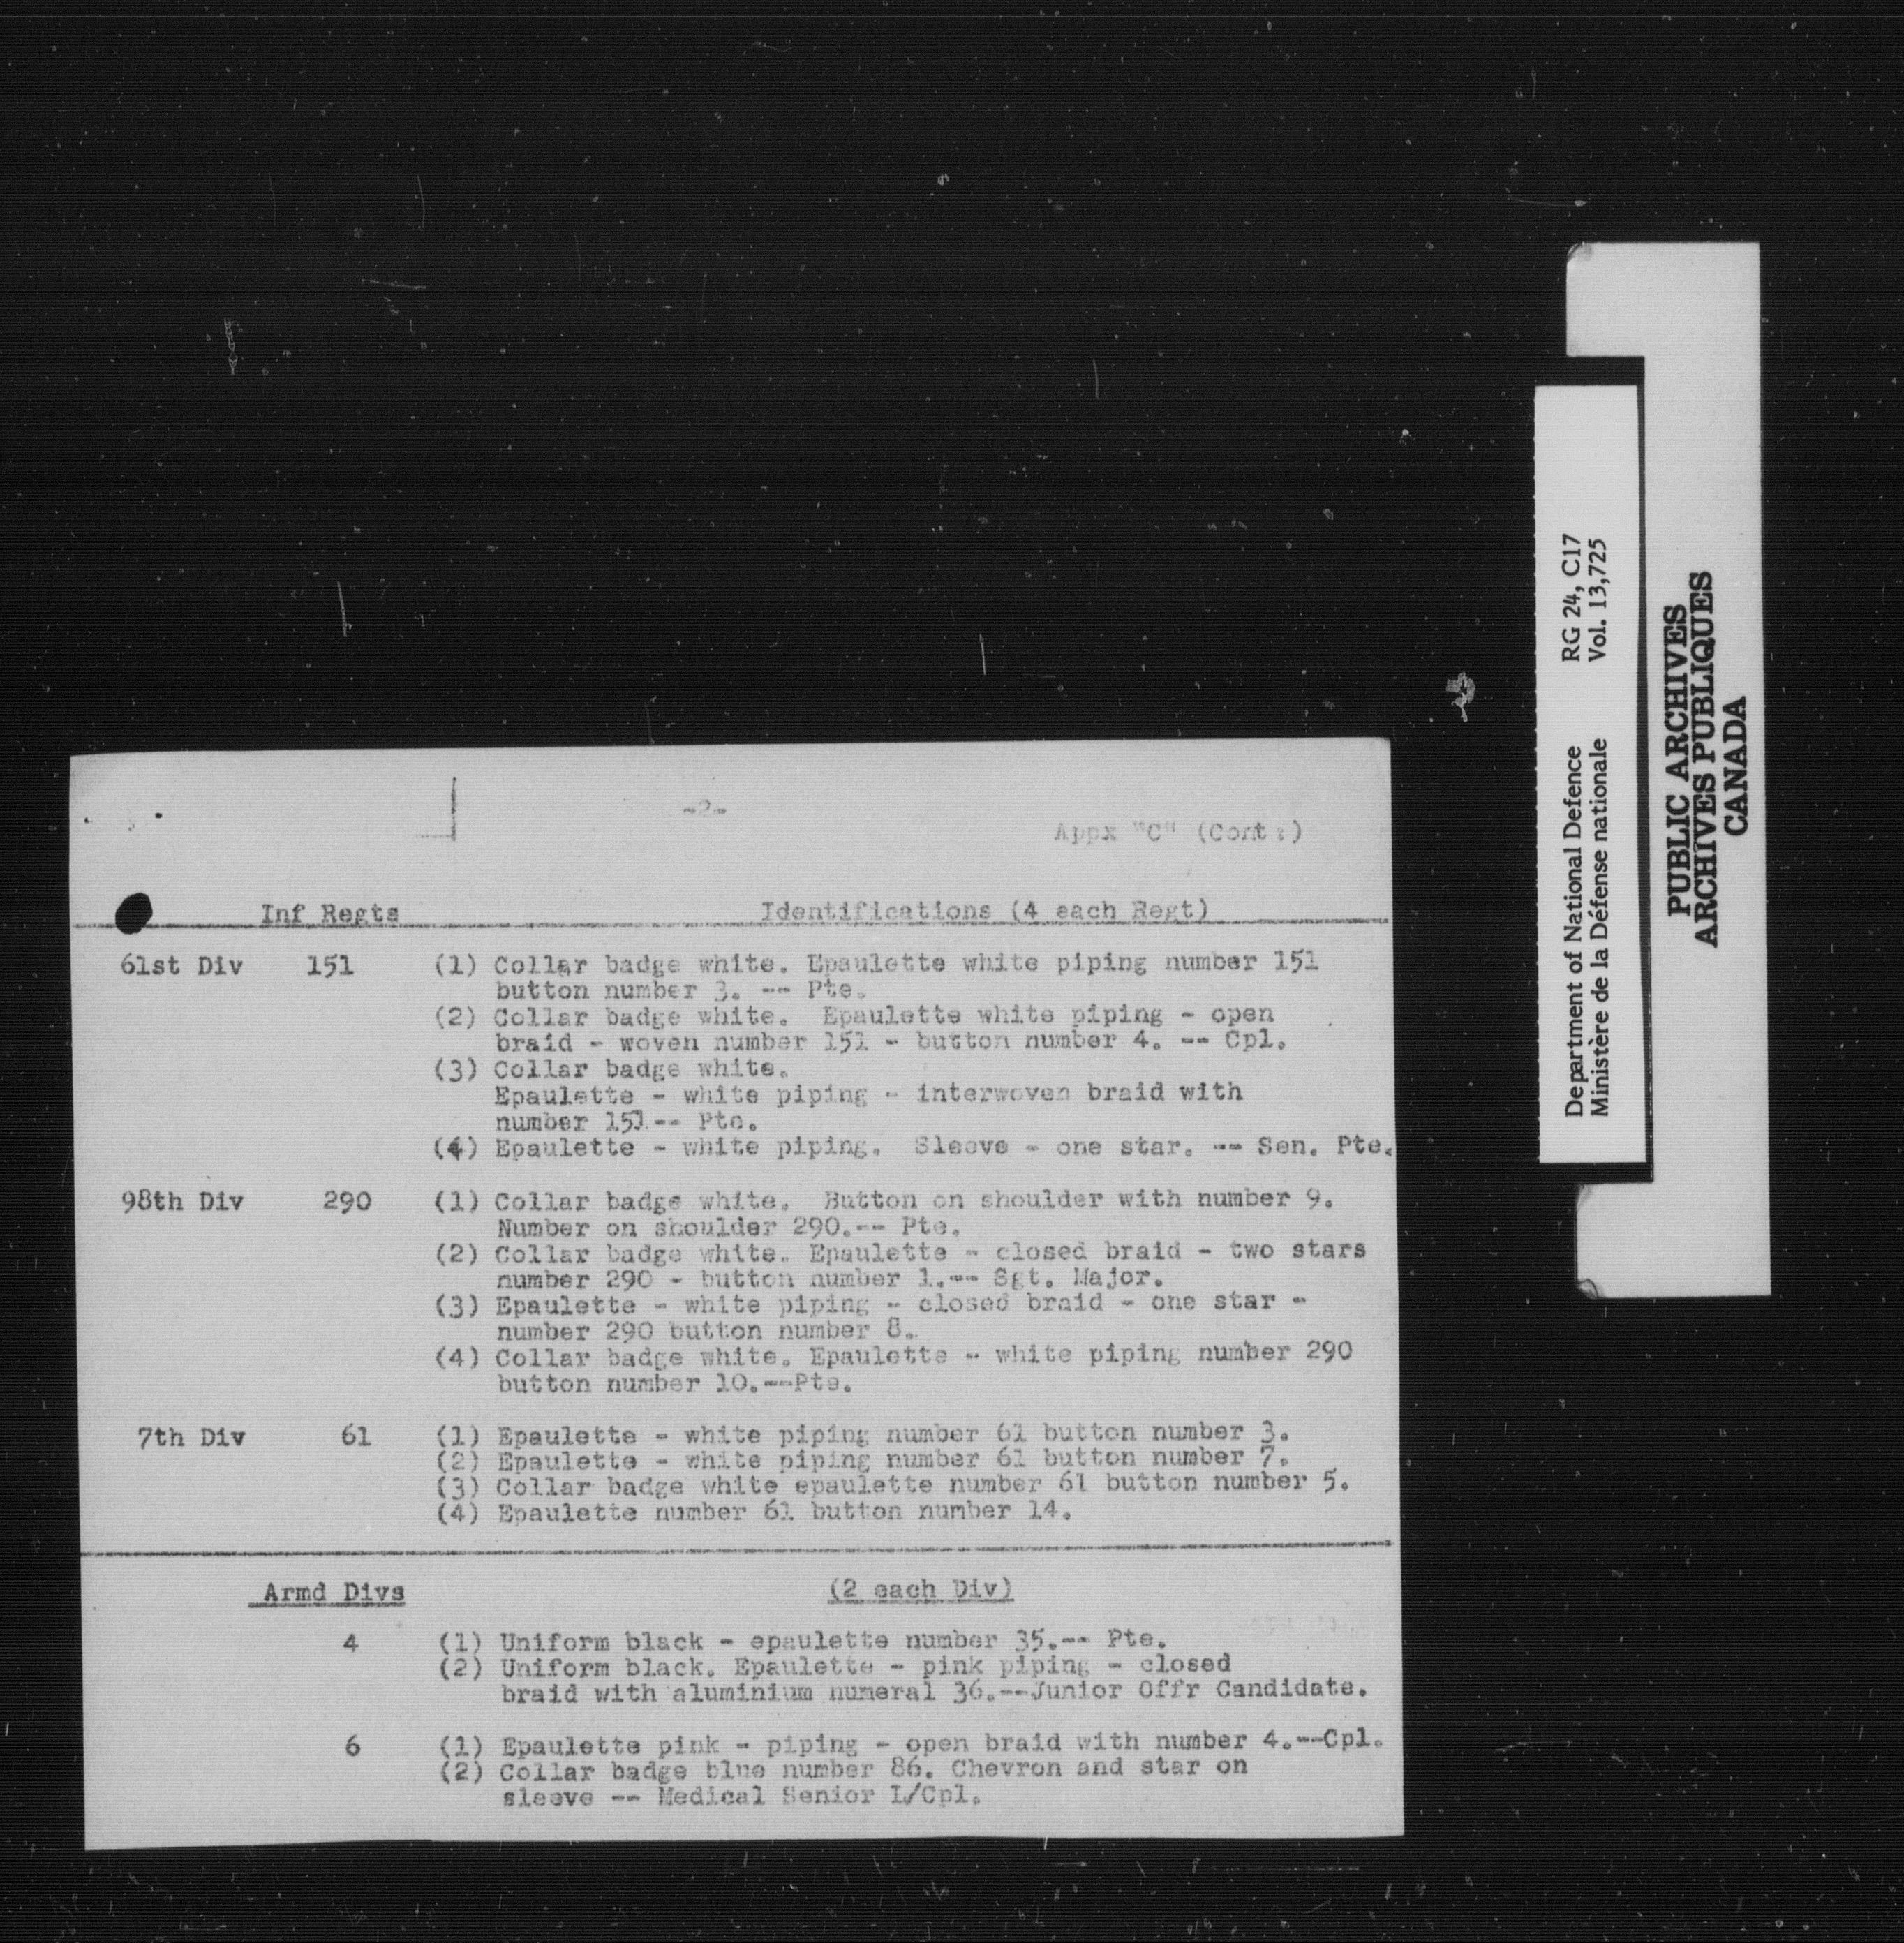 -2-
Appx "C" (Cont:)
Inf Regts Identifications (4 each Regt)
61st Div 151 (1) Collar badge white. Epaulette white piping number 151
button number 3. -- Pte.
(2) Collar badge white. Epaulette white piping - open
braid - woven number 151 - button number 4. -- Cpl.
(3) Collar badge white.
Epaulette - white piping - interwoven braid with
number 151-- Pte.
(4) Epaulette - white piping. Sleeve - one star. -- Sen. Pte.
98th Div 290 (1) Collar badge white. Button on shoulder with number 9.
Number on shoulder 290.-- Pte.
(2) Collar badge white. Epaulette - closed braid - two stars
number 290 - button number 1.-- Sgt. Major.
(3) Epaulette - white piping - closed braid - one star -
number 290 button number 8.
(4) Collar badge white. Epaulette - white piping number 290
button number 10.--Pte.
7th Div 61 (1) Epaulette - white piping number 61 button number 3.
(2) Epaulette - white piping number 61 button number 7.
(3) Collar badge white epaulette number 61 button number 5.
(4) Epaulette number 61 button number 14.
Armd Divs (2 each Div)
4 (1) Uniform black - epaulette number 35.-- Pte.
(2) Uniform black. Epaulette - pink piping - closed
braid with aluminium numeral 36.--Junior Offr Candidate.
6 (1) Epaulette pink - piping - open braid with number 4.--Cpl.
(2) Collar badge blue number 86. Chevron and star on
sleeve -- Medical Senior L/Cpl.
Department of National Defence RG 24, C17
Ministère de la Défense nationale Vol. 13,725
PUBLIC ARCHIVES
ARCHIVES PUBLIQUES
CANADA